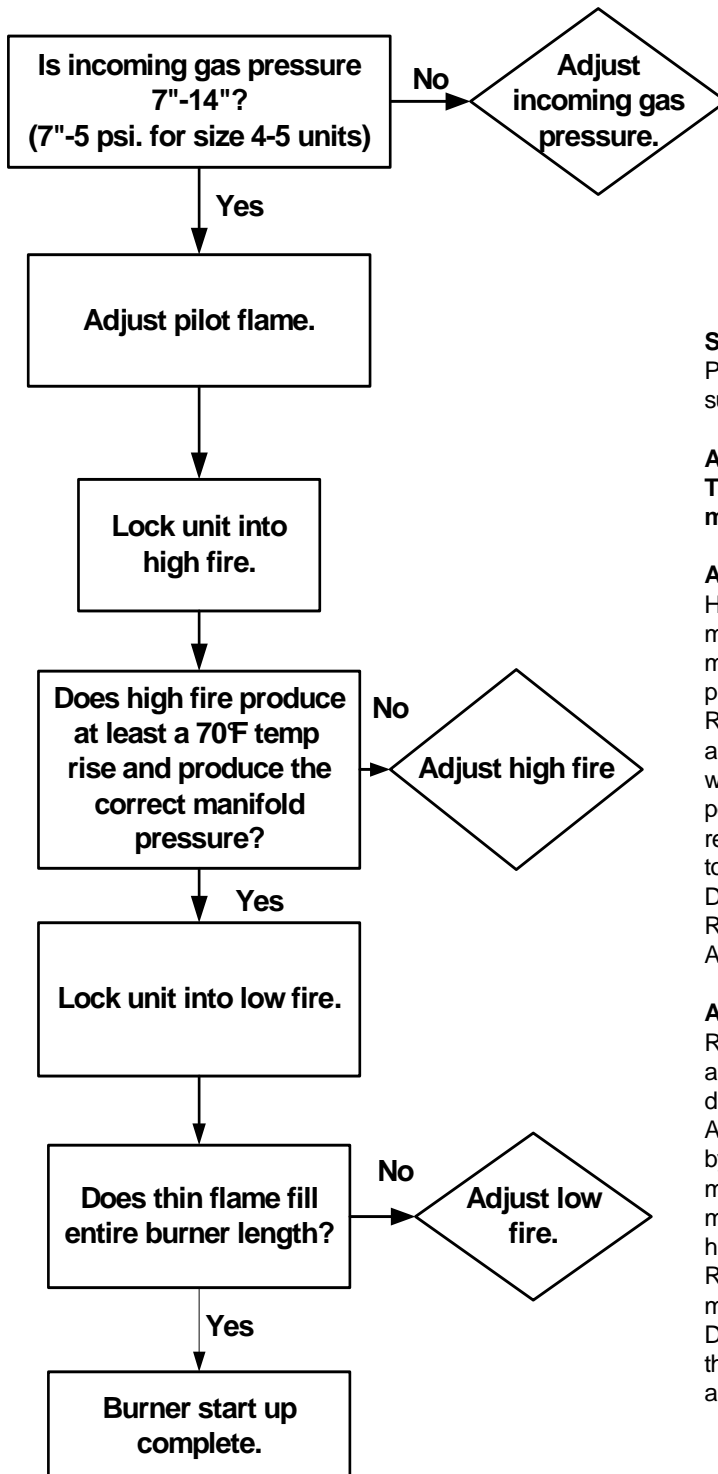 Is incoming gas pressure
7"-14"?
(7"-5 psi. for size 4-5 units)
No
Adjust
incoming gas
pressure.
Yes
Adjust pilot flame.
Lock unit into
high fire.
Does high fire produce
at least a 70°F temp
rise and produce the
correct manifold
pressure?
No
Adjust high fire
Yes
Lock unit into low fire.
Does thin flame fill
entire burner length?
No
Adjust low
fire.
Yes
Burner start up
complete.